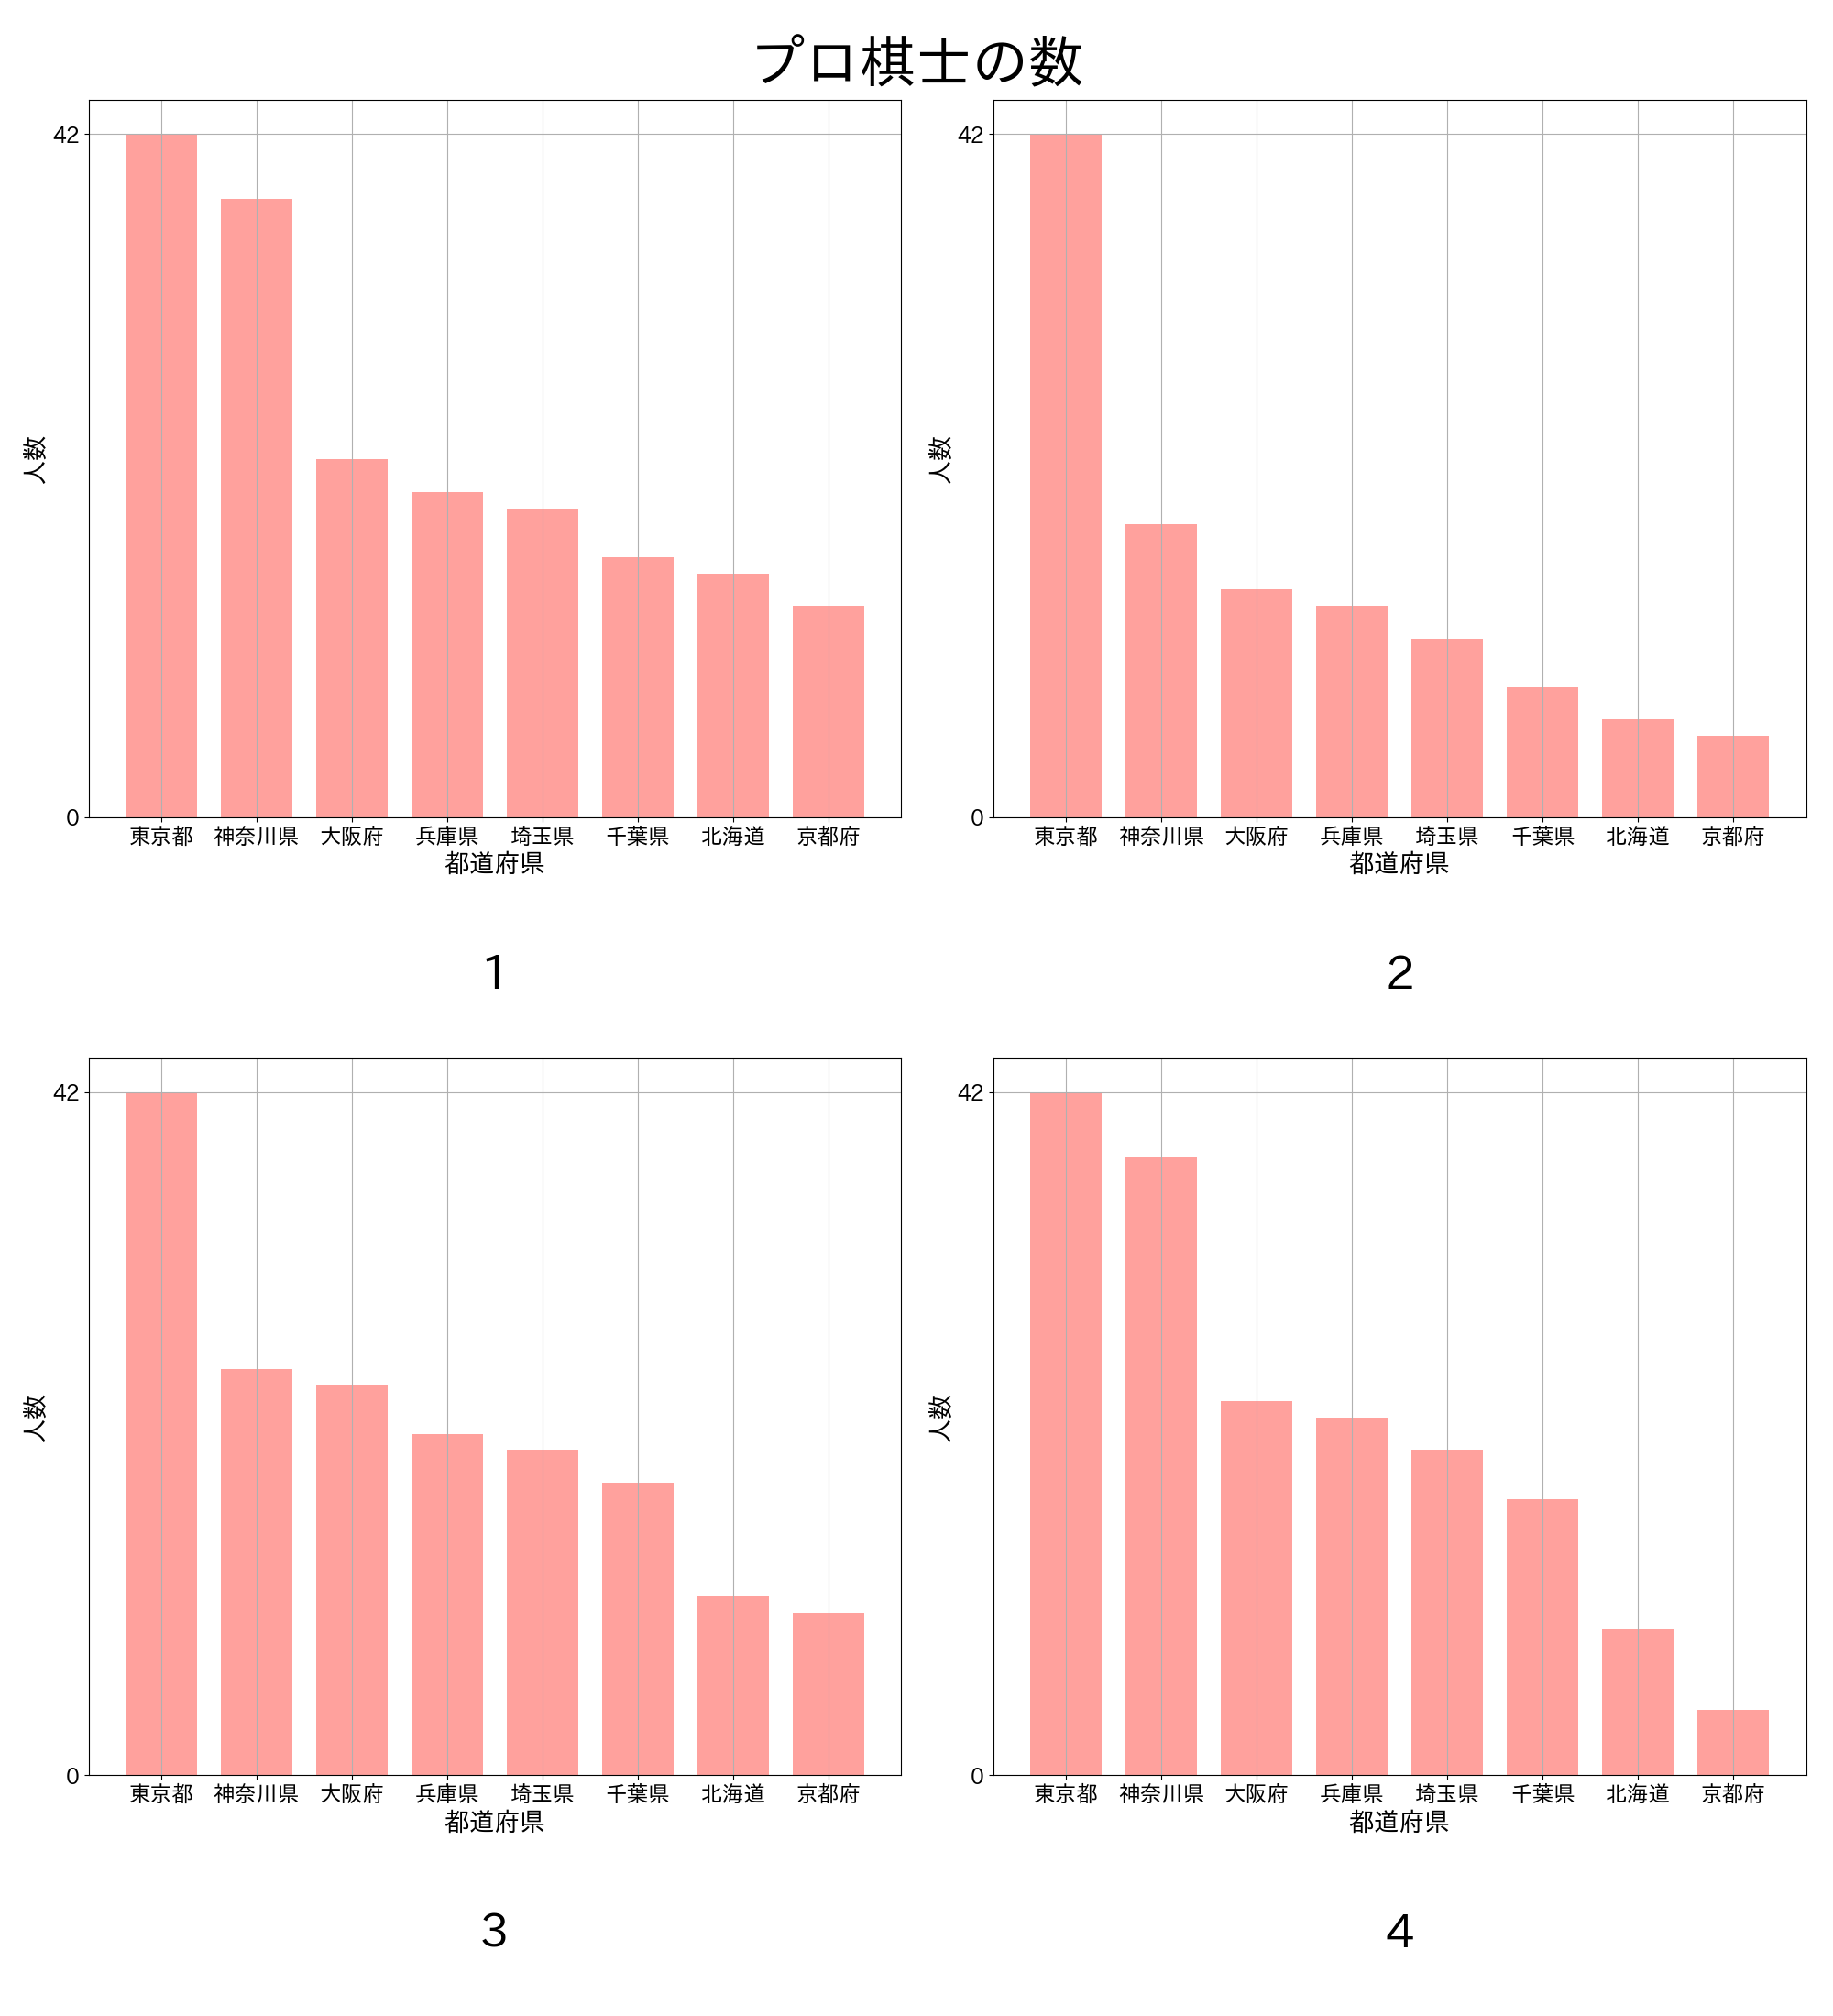 プロ棋士の数
42
0
人数
東京都 神奈川県 大阪府 兵庫県 埼玉県 千葉県 北海道 京都府
都道府県
1
42
0
人数
東京都 神奈川県 大阪府 兵庫県 埼玉県 千葉県 北海道 京都府
都道府県
2
42
0
人数
東京都 神奈川県 大阪府 兵庫県 埼玉県 千葉県 北海道 京都府
都道府県
3
42
0
人数
東京都 神奈川県 大阪府 兵庫県 埼玉県 千葉県 北海道 京都府
都道府県
4